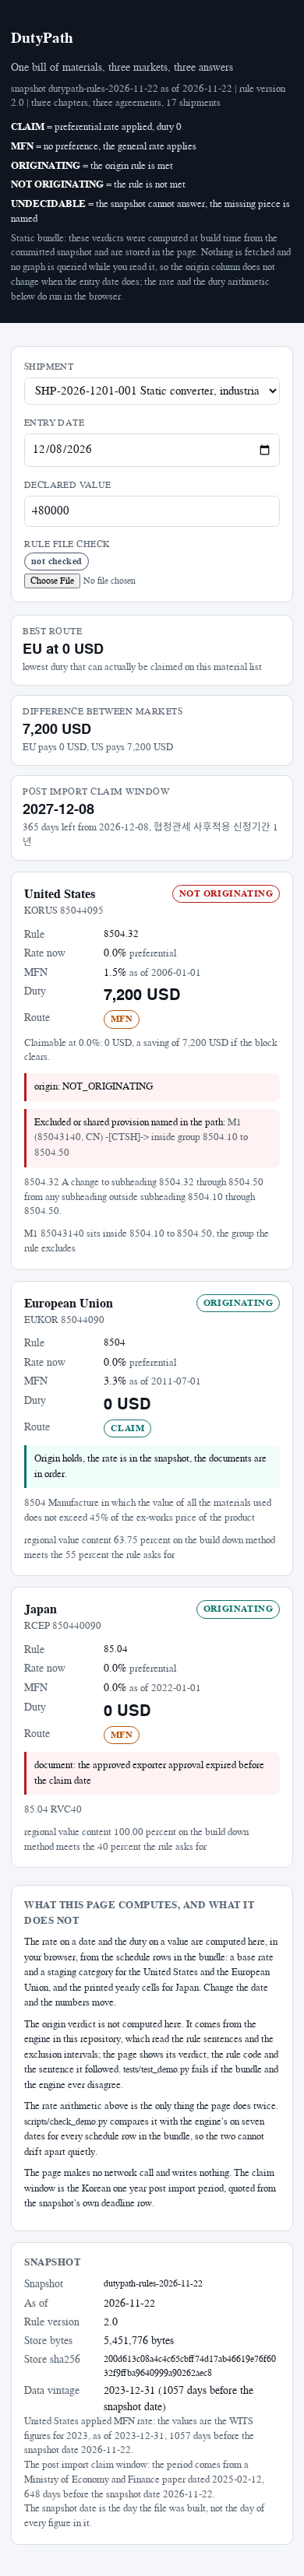 DutyPath
One bill of materials, three markets, three answers
snapshot dutypath-rules-2026-11-22 as of 2026-11-22 | rule version
2.0 | three chapters, three agreements, 17 shipments
CLAIM = preferential rate applied, duty 0
MFN = no preference, the general rate applies
ORIGINATING = the origin rule is met
NOT ORIGINATING = the rule is not met
UNDECIDABLE = the snapshot cannot answer, the missing piece is
named
Static bundle: these verdicts were computed at build time from the
committed snapshot and are stored in the page. Nothing is fetched and
no graph is queried while you read it, so the origin column does not
change when the entry date does; the rate and the duty arithmetic
below do run in the browser.
SHIPMENT
SHP-2026-1201-001 Static converter, industria
ENTRY DATE
12/08/2026
DECLARED VALUE
480000
RULE FILE CHECK
not checked
Choose File No file chosen
BEST ROUTE
EU at 0 USD
lowest duty that can actually be claimed on this material list
DIFFERENCE BETWEEN MARKETS
7,200 USD
EU pays 0 USD, US pays 7,200 USD
POST IMPORT CLAIM WINDOW
2027-12-08
365 days left from 2026-12-08, 협정관세 사후적용 신청기간 1
년
United States NOT ORIGINATING
KORUS 85044095
Rule 8504.32
Rate now 0.0% preferential
MFN 1.5% as of 2006-01-01
Duty 7,200 USD
Route MFN
Claimable at 0.0%: 0 USD, a saving of 7,200 USD if the block
clears.
origin: NOT_ORIGINATING
Excluded or shared provision named in the path: M1
(85043140, CN) -[CTSH]-> inside group 8504.10 to
8504.50
8504.32 A change to subheading 8504.32 through 8504.50
from any subheading outside subheading 8504.10 through
8504.50.
M1 85043140 sits inside 8504.10 to 8504.50, the group the
rule excludes
European Union ORIGINATING
EUKOR 85044090
Rule 8504
Rate now 0.0% preferential
MFN 3.3% as of 2011-07-01
Duty 0 USD
Route CLAIM
Origin holds, the rate is in the snapshot, the documents are
in order.
8504 Manufacture in which the value of all the materials used
does not exceed 45% of the ex-works price of the product
regional value content 63.75 percent on the build down method
meets the 55 percent the rule asks for
Japan ORIGINATING
RCEP 850440090
Rule 85.04
Rate now 0.0% preferential
MFN 0.0% as of 2022-01-01
Duty 0 USD
Route MFN
document: the approved exporter approval expired before
the claim date
85.04 RVC40
regional value content 100.00 percent on the build down
method meets the 40 percent the rule asks for
WHAT THIS PAGE COMPUTES, AND WHAT IT
DOES NOT
The rate on a date and the duty on a value are computed here, in
your browser, from the schedule rows in the bundle: a base rate
and a staging category for the United States and the European
Union, and the printed yearly cells for Japan. Change the date
and the numbers move.
The origin verdict is not computed here. It comes from the
engine in this repository, which read the rule sentences and the
exclusion intervals; the page shows its verdict, the rule code and
the sentence it followed. tests/test_demo.py fails if the bundle and
the engine ever disagree.
The rate arithmetic above is the only thing the page does twice.
scripts/check_demo.py compares it with the engine's on seven
dates for every schedule row in the bundle, so the two cannot
drift apart quietly.
The page makes no network call and writes nothing. The claim
window is the Korean one year post import period, quoted from
the snapshot's own deadline row.
SNAPSHOT
Snapshot dutypath-rules-2026-11-22
As of 2026-11-22
Rule version 2.0
Store bytes 5,451,776 bytes
Store sha256 200d613c08a4c4c65cbff74d17ab46619e76f60
32f9ffba9640999a90262aec8
Data vintage 2023-12-31 (1057 days before the
snapshot date)
United States applied MFN rate: the values are the WITS
figures for 2023, as of 2023-12-31, 1057 days before the
snapshot date 2026-11-22.
The post import claim window: the period comes from a
Ministry of Economy and Finance paper dated 2025-02-12,
648 days before the snapshot date 2026-11-22.
The snapshot date is the day the file was built, not the day of
every figure in it.